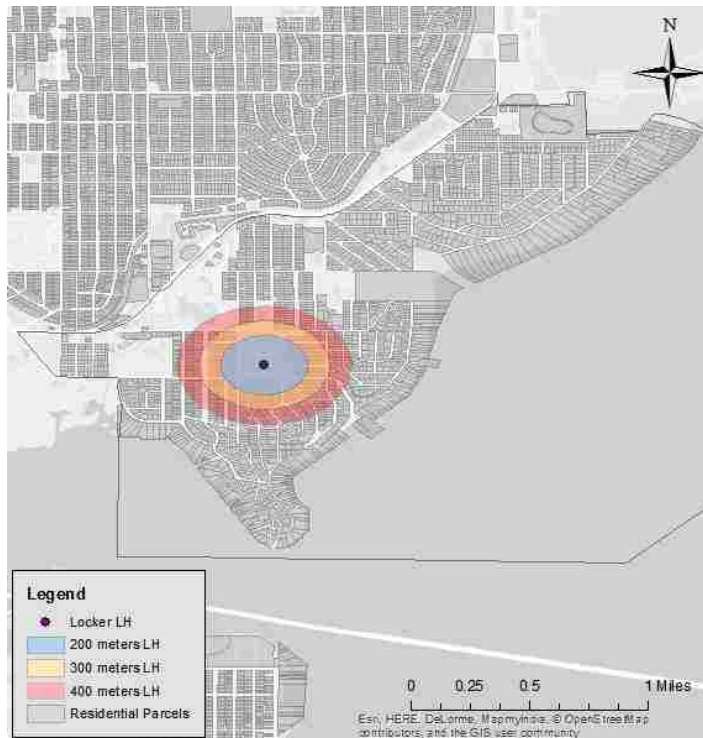 N
Legend
Locker LH
200 meters LH
300 meters LH
400 meters LH
Residential Parcels
0 0.25 0.5 1 Miles
Esri, HERE, DeLorme, MapmyIndia, © OpenStreetMap
contributors, and the GIS user community